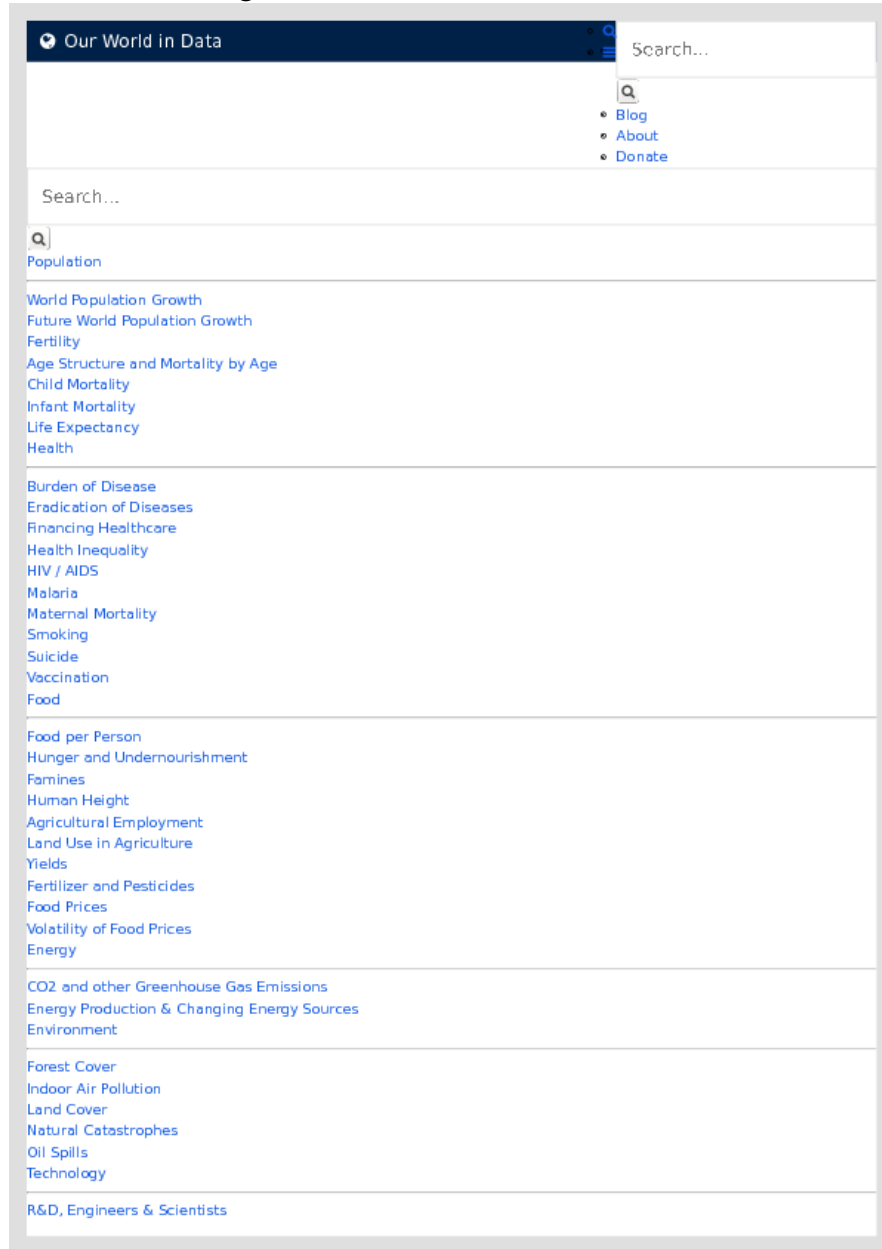 Our World in Data
Search...
Blog
About
Donate
Search...
Population
World Population Growth
Future World Population Growth
Fertility
Age Structure and Mortality by Age
Child Mortality
Infant Mortality
Life Expectancy
Health
Burden of Disease
Eradication of Diseases
Financing Healthcare
Health Inequality
HIV / AIDS
Malaria
Maternal Mortality
Smoking
Suicide
Vaccination
Food
Food per Person
Hunger and Undernourishment
Famines
Human Height
Agricultural Employment
Land Use in Agriculture
Yields
Fertilizer and Pesticides
Food Prices
Volatility of Food Prices
Energy
CO2 and other Greenhouse Gas Emissions
Energy Production & Changing Energy Sources
Environment
Forest Cover
Indoor Air Pollution
Land Cover
Natural Catastrophes
Oil Spills
Technology
R&D, Engineers & Scientists